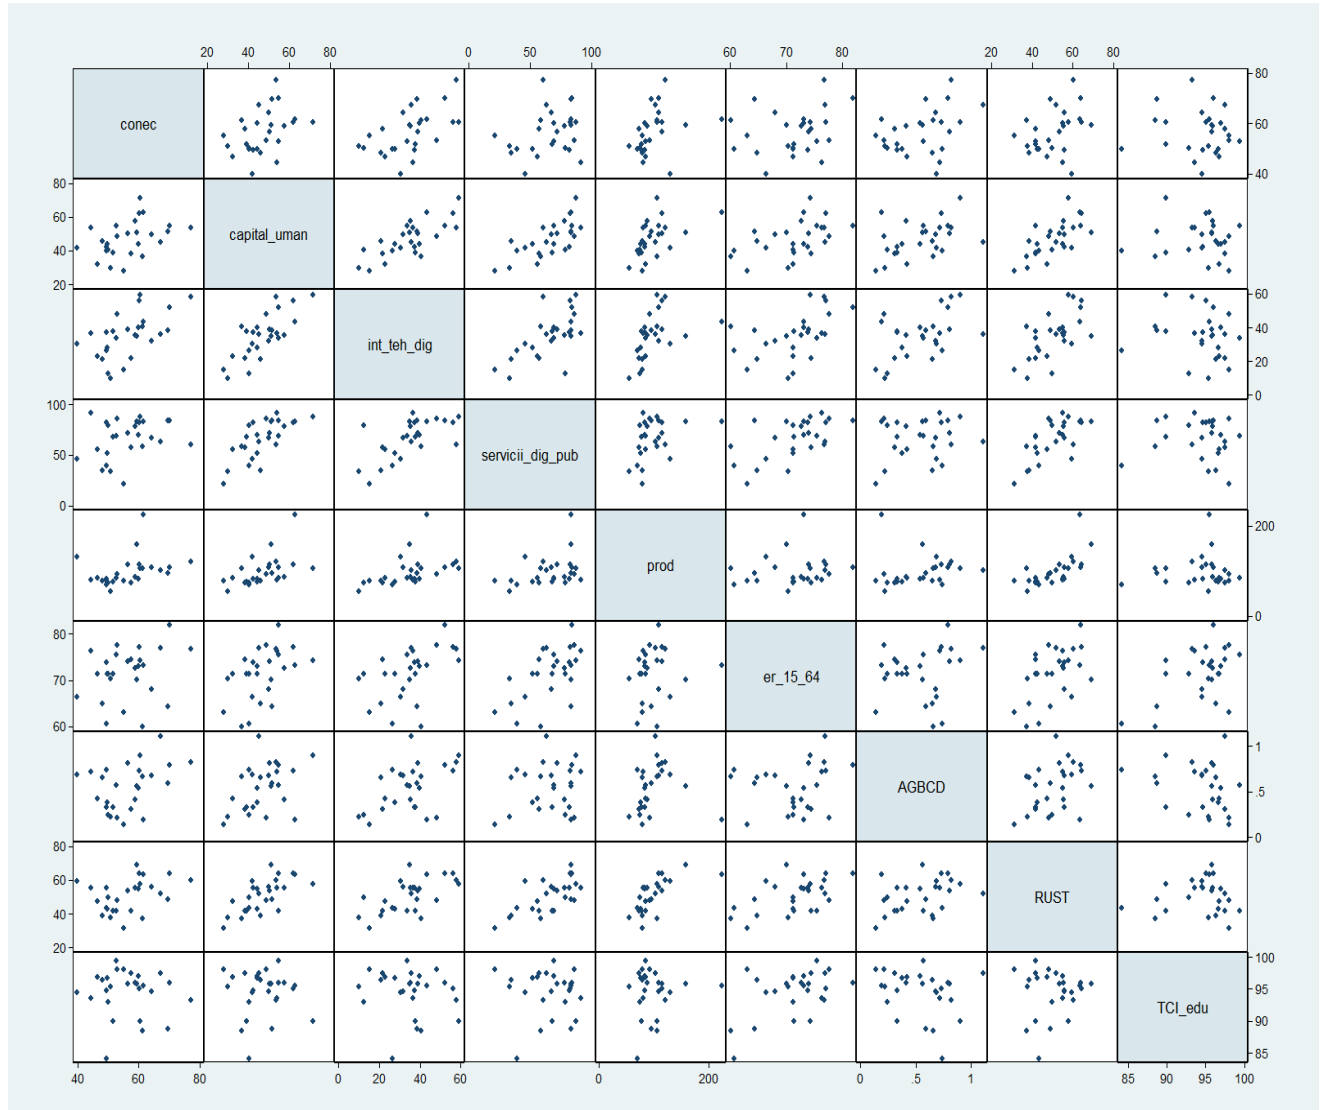 20 40 60 80 0 50 100 60 70 80 20 40 60 80
conec 80 60 40
80 60 40 20 capital_uman
int_teh_dig 60 40 20 0
100 50 0 servicii_dig_pub
prod 200 0
80 70 60 er_15_64
AGBCD 1 .5 0
80 60 40 20 RUST
TCI_edu 100 95 90 85
40 60 80 0 20 40 60 0 200 0 .5 1 85 90 95 100